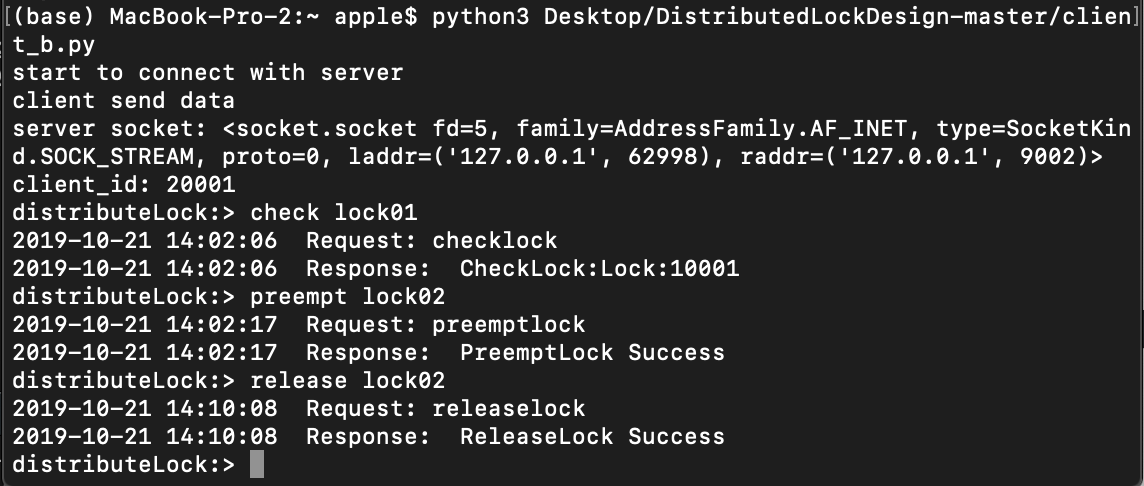 [(base) MacBook-Pro-2:~ apple$ python3 Desktop/DistributedLockDesign-master/clien]
t_b.py
start to connect with server
client send data
server socket: <socket.socket fd=5, family=AddressFamily.AF_INET, type=SocketKin
d.SOCK_STREAM, proto=0, laddr=('127.0.0.1', 62998), raddr=('127.0.0.1', 9002)>
client_id: 20001
distributeLock:> check lock01
2019-10-21 14:02:06  Request: checklock
2019-10-21 14:02:06  Response:  CheckLock:Lock:10001
distributeLock:> preempt lock02
2019-10-21 14:02:17  Request: preemptlock
2019-10-21 14:02:17  Response:  PreemptLock Success
distributeLock:> release lock02
2019-10-21 14:10:08  Request: releaselock
2019-10-21 14:10:08  Response:  ReleaseLock Success
distributeLock:>